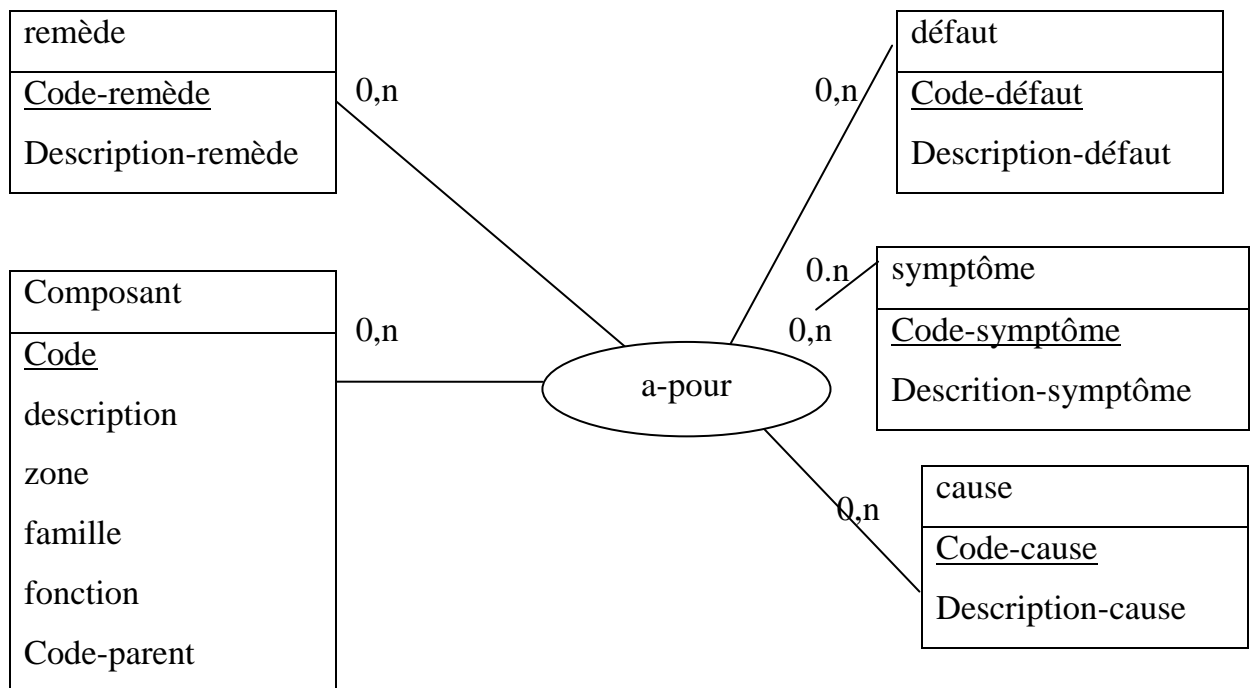 remède
Code-remède
Description-remède
0,n
défaut
Code-défaut
Description-défaut
0,n
Composant
Code
description
zone
famille
fonction
Code-parent
0,n
a-pour
0.n
0,n
symptôme
Code-symptôme
Descrition-symptôme
cause
Code-cause
Description-cause
0,n